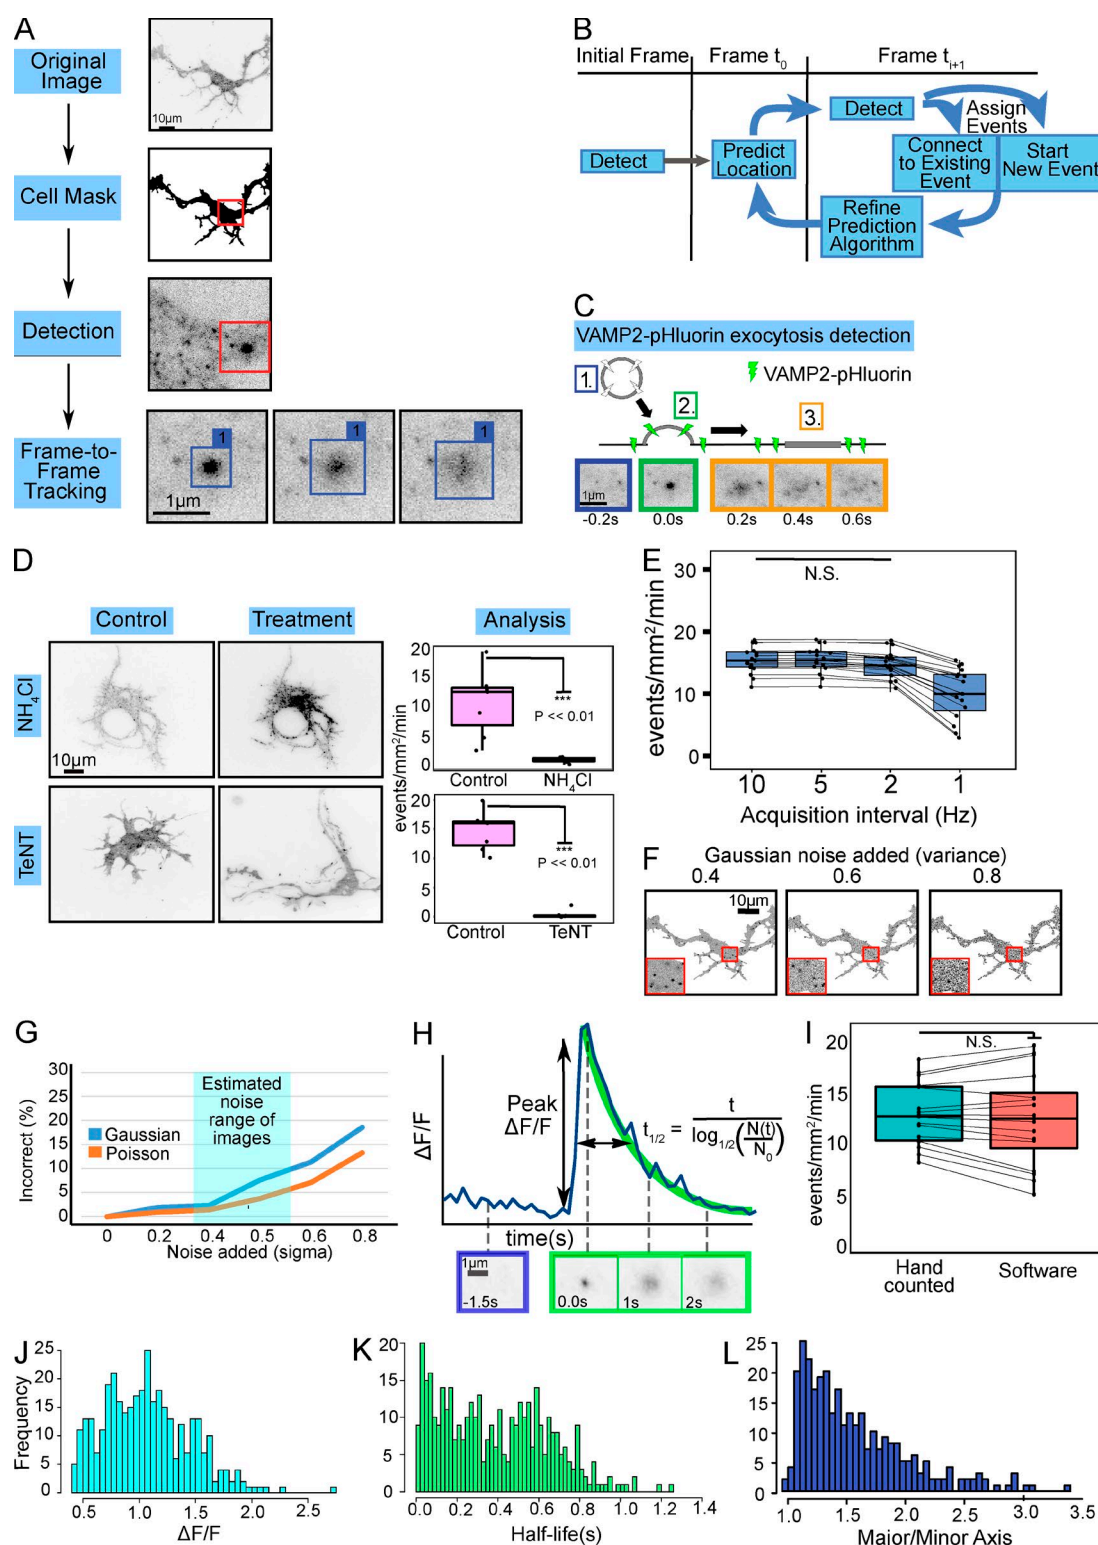 A
Original
Image
10µm
Cell Mask
Detection
Frame-to-
Frame
Tracking
1
1
1
1µm
B
Initial Frame
Frame t0
Frame ti+1
Detect
Predict
Location
Detect
Assign
Events
Connect
to Existing
Event
Start
New Event
Refine
Prediction
Algorithm
C
VAMP2-pHluorin exocytosis detection
1.
2.
3.
VAMP2-pHluorin
1µm
-0.2s
0.0s
0.2s
0.4s
0.6s
D
Control
Treatment
Analysis
NH4Cl
10µm
TeNT
events/mm²/min
20
15
10
5
0
***
P << 0.01
Control
NH4Cl
20
15
10
5
0
***
P << 0.01
Control
TeNT
E
events/mm²/min
30
20
10
0
N.S.
10
5
2
1
Acquisition interval (Hz)
F
Gaussian noise added (variance)
0.4
0.6
0.8
10µm
G
Incorrect (%)
30
25
20
15
10
5
0
Estimated
noise
range of
images
Gaussian
Poisson
0
0.2
0.4
0.5
0.6
0.8
Noise added (sigma)
H
ΔF/F
Peak
ΔF/F
t1/2 = t / log1/2(N(t)/N0)
time(s)
1µm
-1.5s
0.0s
1s
2s
I
events/mm²/min
20
15
10
5
0
N.S.
Hand
counted
Software
J
Frequency
25
20
15
10
5
0
0.5
1.0
1.5
2.0
2.5
ΔF/F
K
20
15
10
5
0
0.0
0.2
0.4
0.6
0.8
1.0
1.2
1.4
Half-life(s)
L
25
20
15
10
5
0
1.0
1.5
2.0
2.5
3.0
3.5
Major/Minor Axis